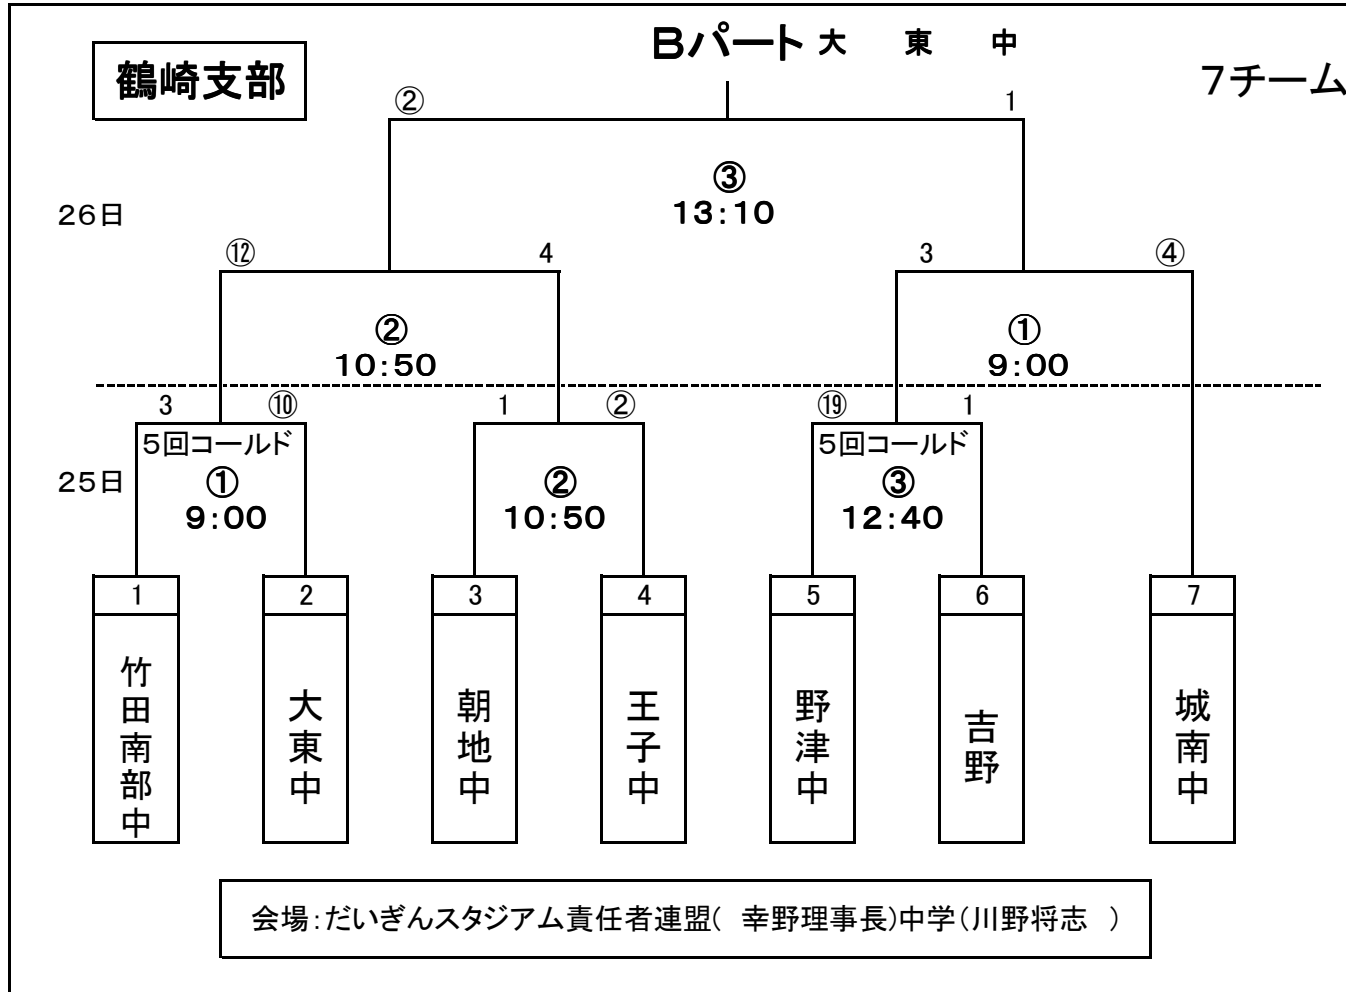 Bパート 大 東 中
鶴崎支部
７チーム
② 1
③
13:10
26日
⑫ 4 3 ④
② ①
10:50 9:00
3 ⑩ 1 ② ⑲ 1
５回コールド ５回コールド
25日
① ② ③
9:00 10:50 12:40
1 2 3 4 5 6 7
竹田南部中
大東中
朝地中
王子中
野津中
吉野
城南中
会場：だいぎんスタジアム責任者連盟( 幸野理事長)中学(川野将志 )